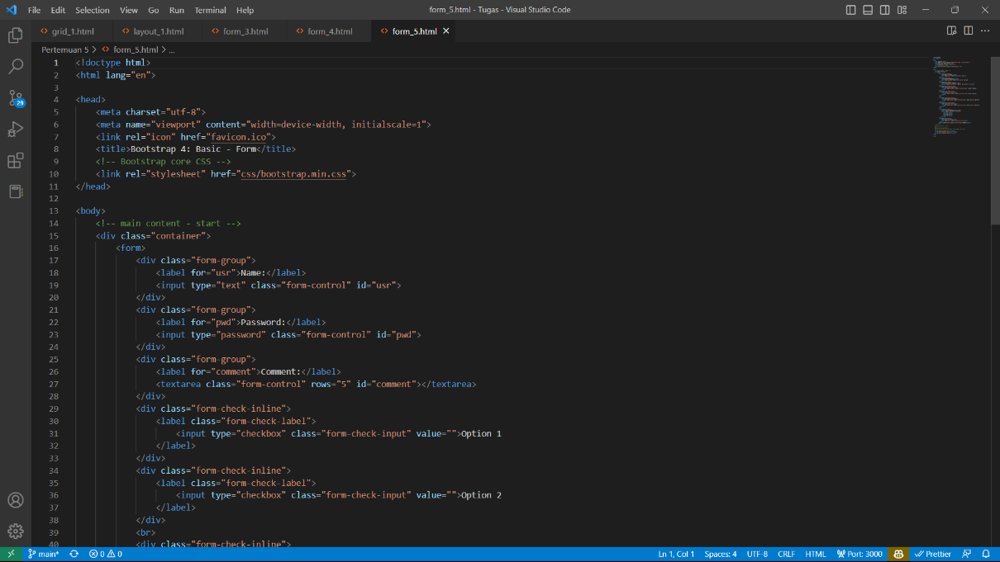 File Edit Selection View Go Run Terminal Help form_5.html - Tugas - Visual Studio Code
grid_1.html layout_1.html form_3.html form_4.html form_5.html
Pertemuan 5 > form_5.html > ...
1 <!doctype html>
2 <html lang="en">
3
4 <head>
5 <meta charset="utf-8">
6 <meta name="viewport" content="width=device-width, initialscale=1">
7 <link rel="icon" href="favicon.ico">
8 <title>Bootstrap 4: Basic - Form</title>
9 <!-- Bootstrap core CSS -->
10 <link rel="stylesheet" href="css/bootstrap.min.css">
11 </head>
12
13 <body>
14 <!-- main content - start -->
15 <div class="container">
16 <form>
17 <div class="form-group">
18 <label for="usr">Name:</label>
19 <input type="text" class="form-control" id="usr">
20 </div>
21 <div class="form-group">
22 <label for="pwd">Password:</label>
23 <input type="password" class="form-control" id="pwd">
24 </div>
25 <div class="form-group">
26 <label for="comment">Comment:</label>
27 <textarea class="form-control" rows="5" id="comment"></textarea>
28 </div>
29 <div class="form-check-inline">
30 <label class="form-check-label">
31 <input type="checkbox" class="form-check-input" value="">Option 1
32 </label>
33 </div>
34 <div class="form-check-inline">
35 <label class="form-check-label">
36 <input type="checkbox" class="form-check-input" value="">Option 2
37 </label>
38 </div>
39 <br>
40 <div class="form-check-inline">
29
main* 0 0 Ln 1, Col 1 Spaces: 4 UTF-8 CRLF HTML Port: 3000 Prettier